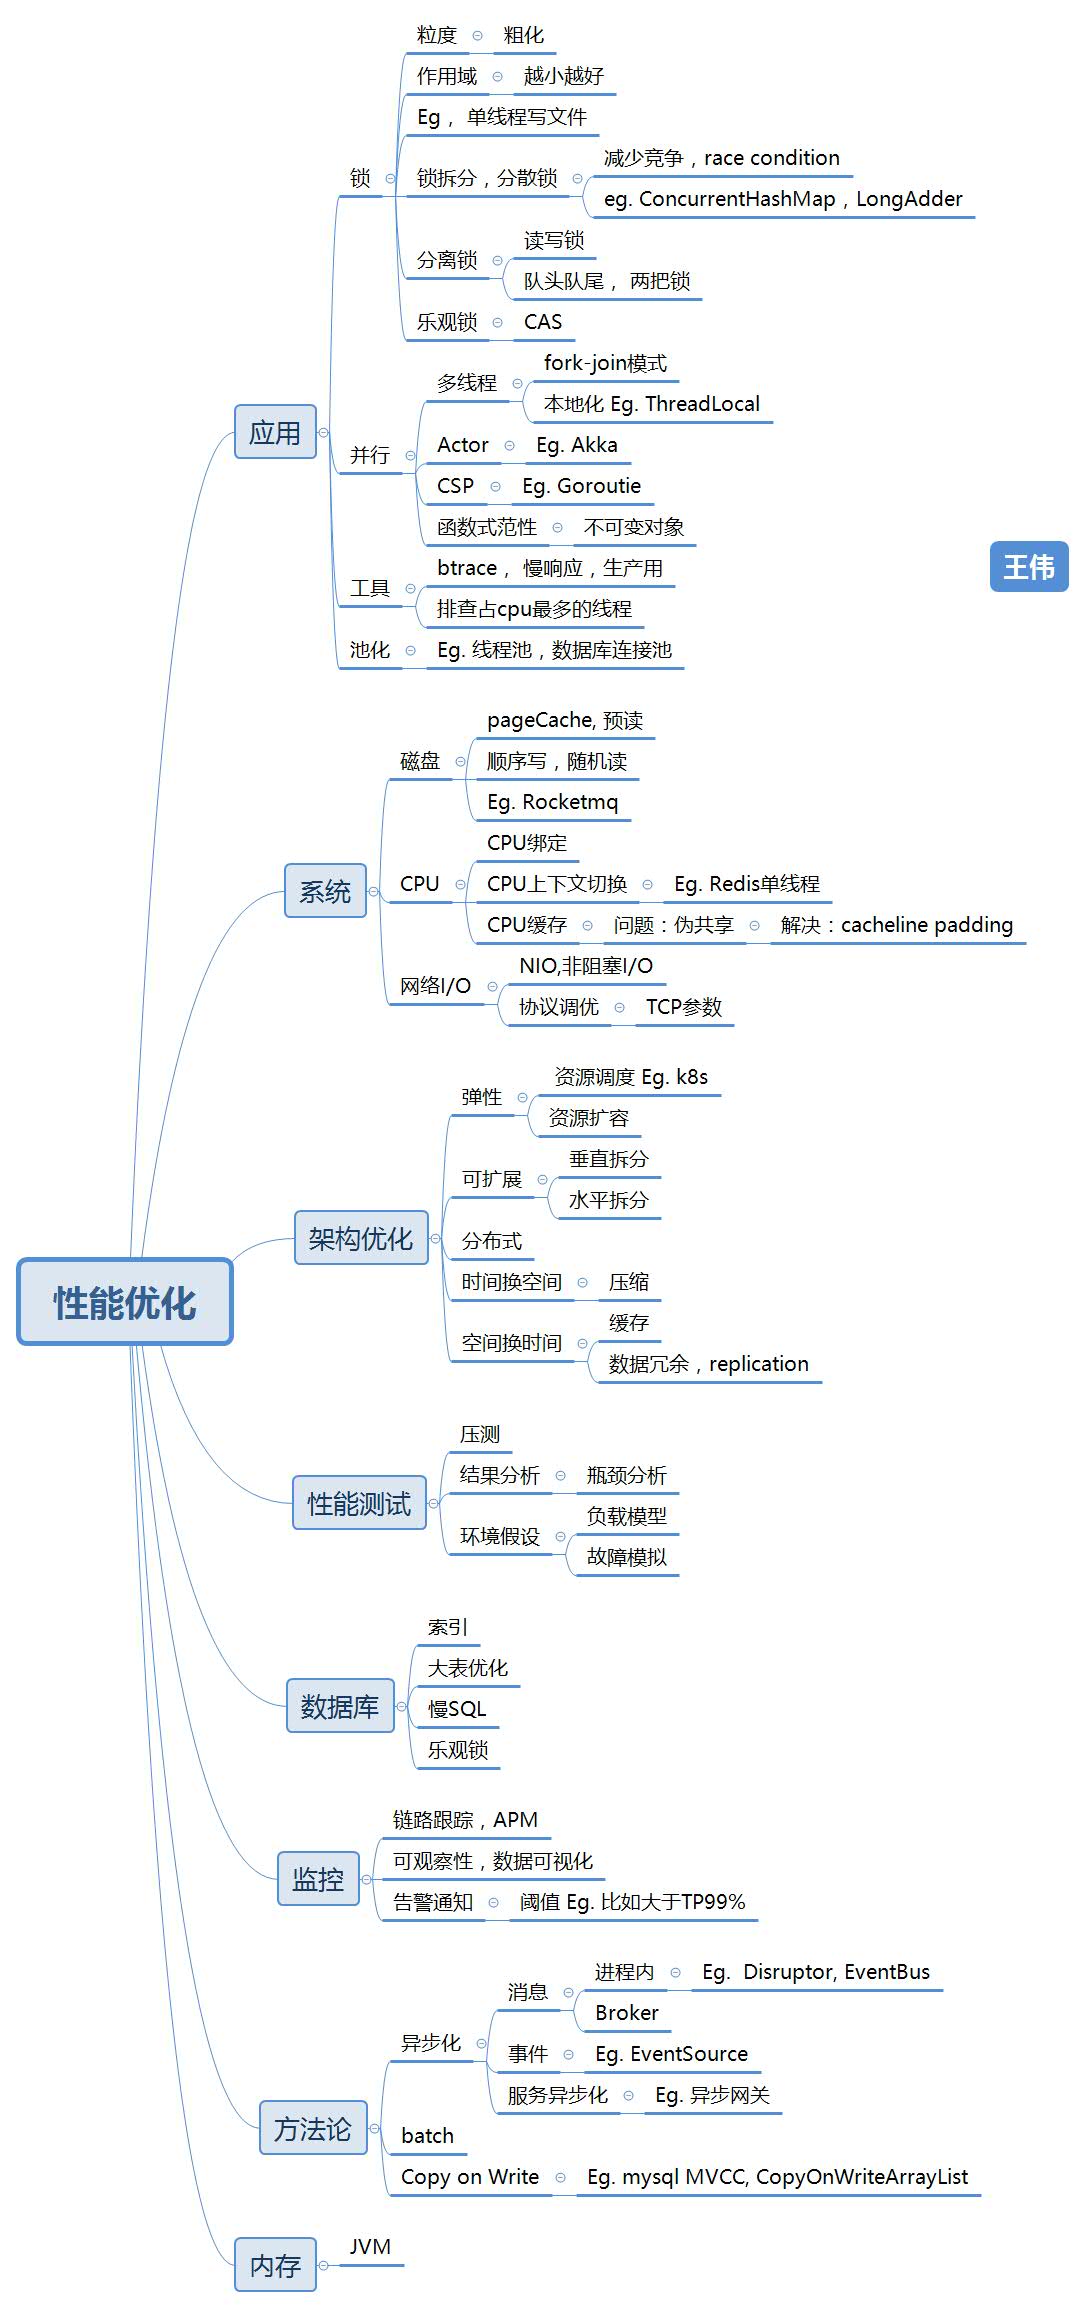 粒度
粗化
作用域
越小越好
Eg， 单线程写文件
锁
锁拆分，分散锁
减少竞争，race condition
eg. ConcurrentHashMap，LongAdder
分离锁
读写锁
队头队尾， 两把锁
乐观锁
CAS
应用
并行
多线程
fork-join模式
本地化 Eg. ThreadLocal
Actor
Eg. Akka
CSP
Eg. Goroutie
函数式范性
不可变对象
王伟
工具
btrace， 慢响应，生产用
排查占cpu最多的线程
池化
Eg. 线程池，数据库连接池
系统
磁盘
pageCache, 预读
顺序写，随机读
Eg. Rocketmq
CPU
CPU绑定
CPU上下文切换
Eg. Redis单线程
CPU缓存
问题：伪共享
解决：cacheline padding
网络I/O
NIO,非阻塞I/O
协议调优
TCP参数
性能优化
架构优化
弹性
资源调度 Eg. k8s
资源扩容
可扩展
垂直拆分
水平拆分
分布式
时间换空间
压缩
空间换时间
缓存
数据冗余，replication
性能测试
压测
结果分析
瓶颈分析
环境假设
负载模型
故障模拟
数据库
索引
大表优化
慢SQL
乐观锁
监控
链路跟踪，APM
可观察性，数据可视化
告警通知
阈值 Eg. 比如大于TP99%
方法论
异步化
消息
进程内
Eg.  Disruptor, EventBus
Broker
事件
Eg. EventSource
服务异步化
Eg. 异步网关
batch
Copy on Write
Eg. mysql MVCC, CopyOnWriteArrayList
内存
JVM